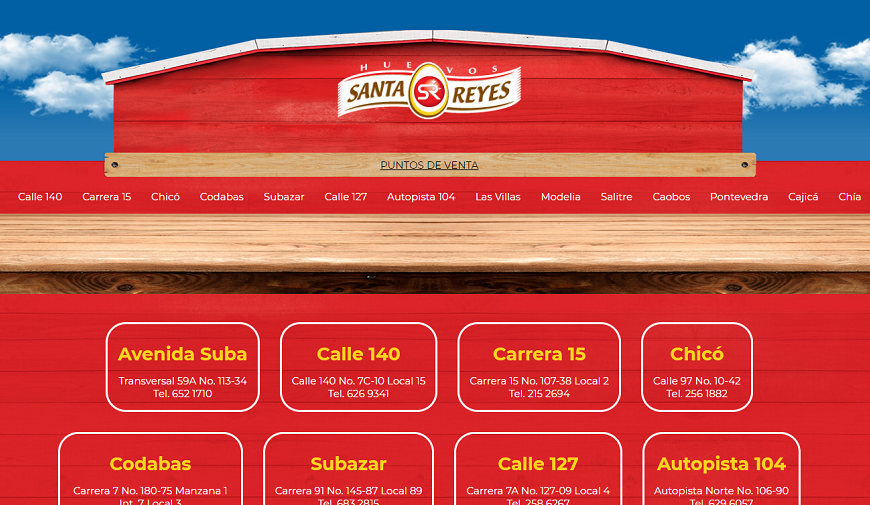 HUEVOS
SANTA SR REYES
PUNTOS DE VENTA
Calle 140 Carrera 15 Chicó Codabas Subazar Calle 127 Autopista 104 Las Villas Modelia Salitre Caobos Pontevedra Cajicá Chía
Avenida Suba
Transversal 59A No. 113-34
Tel. 652 1710
Calle 140
Calle 140 No. 7C-10 Local 15
Tel. 626 9341
Carrera 15
Carrera 15 No. 107-38 Local 2
Tel. 215 2694
Chicó
Calle 97 No. 10-42
Tel. 256 1882
Codabas
Carrera 7 No. 180-75 Manzana 1
Int. 7 Local 3
Subazar
Carrera 91 No. 145-87 Local 89
Tel. 683 2815
Calle 127
Carrera 7A No. 127-09 Local 4
Tel. 258 6267
Autopista 104
Autopista Norte No. 106-90
Tel. 629 6057